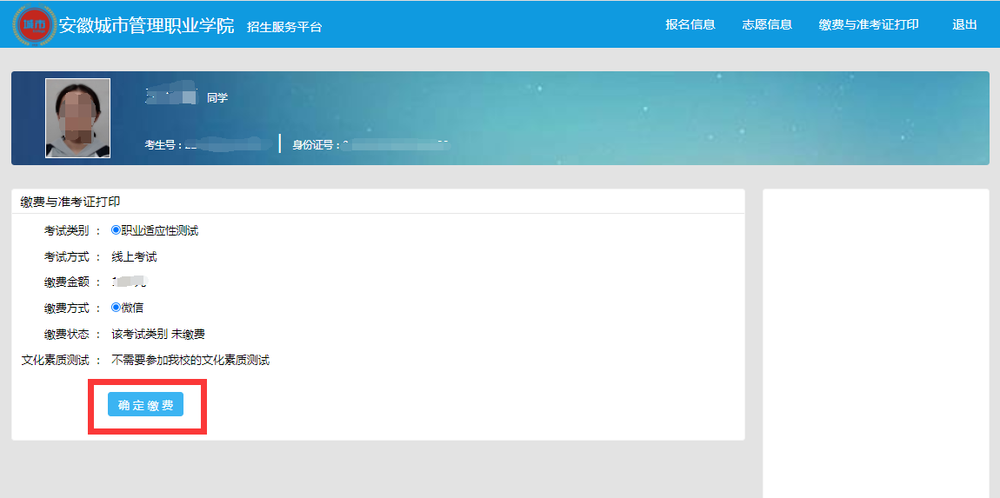 城市
安徽城市管理职业学院 招生服务平台 报名信息 志愿信息 缴费与准考证打印 退出
同学
考生号： 身份证号：
缴费与准考证打印
考试类别 ： 职业适应性测试
考试方式 ： 线上考试
缴费金额 ： 元
缴费方式 ： 微信
缴费状态 ： 该考试类别 未缴费
文化素质测试 ： 不需要参加我校的文化素质测试
确定缴费